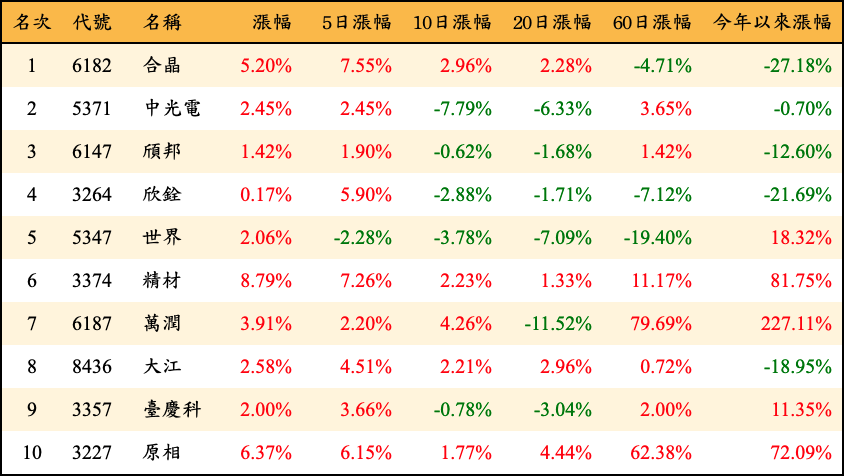 名次 代號 名稱 漲幅 5日漲幅 10日漲幅 20日漲幅 60日漲幅 今年以來漲幅
1 6182 合晶 5.20% 7.55% 2.96% 2.28% -4.71% -27.18%
2 5371 中光電 2.45% 2.45% -7.79% -6.33% 3.65% -0.70%
3 6147 頎邦 1.42% 1.90% -0.62% -1.68% 1.42% -12.60%
4 3264 欣銓 0.17% 5.90% -2.88% -1.71% -7.12% -21.69%
5 5347 世界 2.06% -2.28% -3.78% -7.09% -19.40% 18.32%
6 3374 精材 8.79% 7.26% 2.23% 1.33% 11.17% 81.75%
7 6187 萬潤 3.91% 2.20% 4.26% -11.52% 79.69% 227.11%
8 8436 大江 2.58% 4.51% 2.21% 2.96% 0.72% -18.95%
9 3357 臺慶科 2.00% 3.66% -0.78% -3.04% 2.00% 11.35%
10 3227 原相 6.37% 6.15% 1.77% 4.44% 62.38% 72.09%